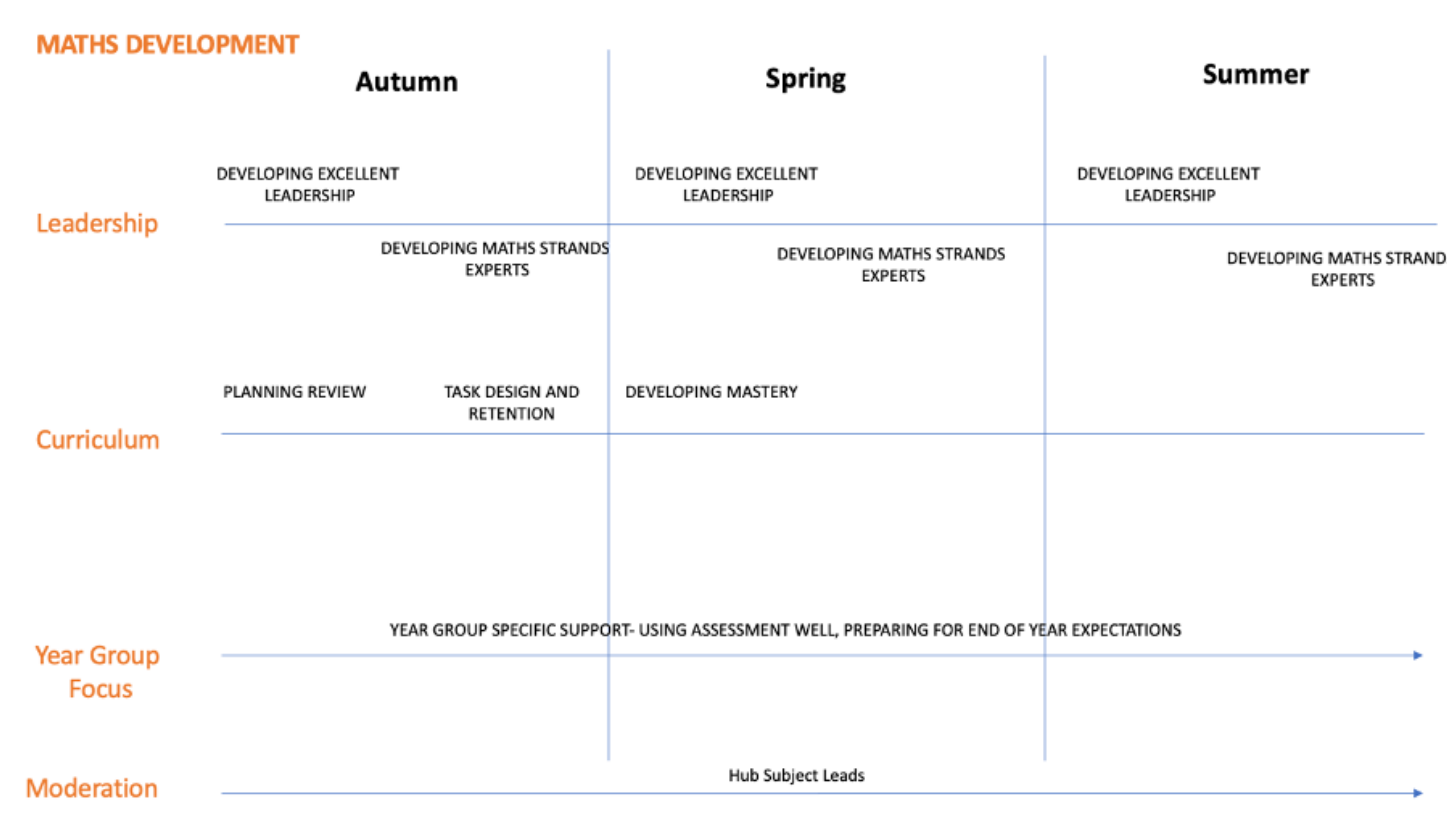 MATHS DEVELOPMENT
Autumn
Spring
Summer
DEVELOPING EXCELLENT
LEADERSHIP
DEVELOPING EXCELLENT
LEADERSHIP
DEVELOPING EXCELLENT
LEADERSHIP
Leadership
DEVELOPING MATHS STRANDS
EXPERTS
DEVELOPING MATHS STRANDS
EXPERTS
DEVELOPING MATHS STRAND
EXPERTS
PLANNING REVIEW
TASK DESIGN AND
RETENTION
DEVELOPING MASTERY
Curriculum
YEAR GROUP SPECIFIC SUPPORT- USING ASSESSMENT WELL, PREPARING FOR END OF YEAR EXPECTATIONS
Year Group
Focus
Hub Subject Leads
Moderation